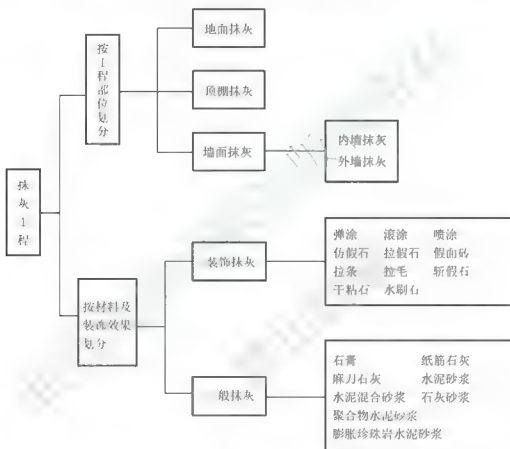 抹灰工程
按工程部位划分
地面抹灰
顶棚抹灰
墙面抹灰
内墙抹灰
外墙抹灰
按材料及
装饰效果
划分
装饰抹灰
弹涂 滚涂 喷涂
仿假石 拉假石 假面砖
拉条 拉毛 斩假石
干粘石 水刷石
一般抹灰
石膏 纸筋石灰
麻刀石灰 水泥砂浆
水泥混合砂浆 石灰砂浆
聚合物水泥砂浆
膨胀珍珠岩水泥砂浆